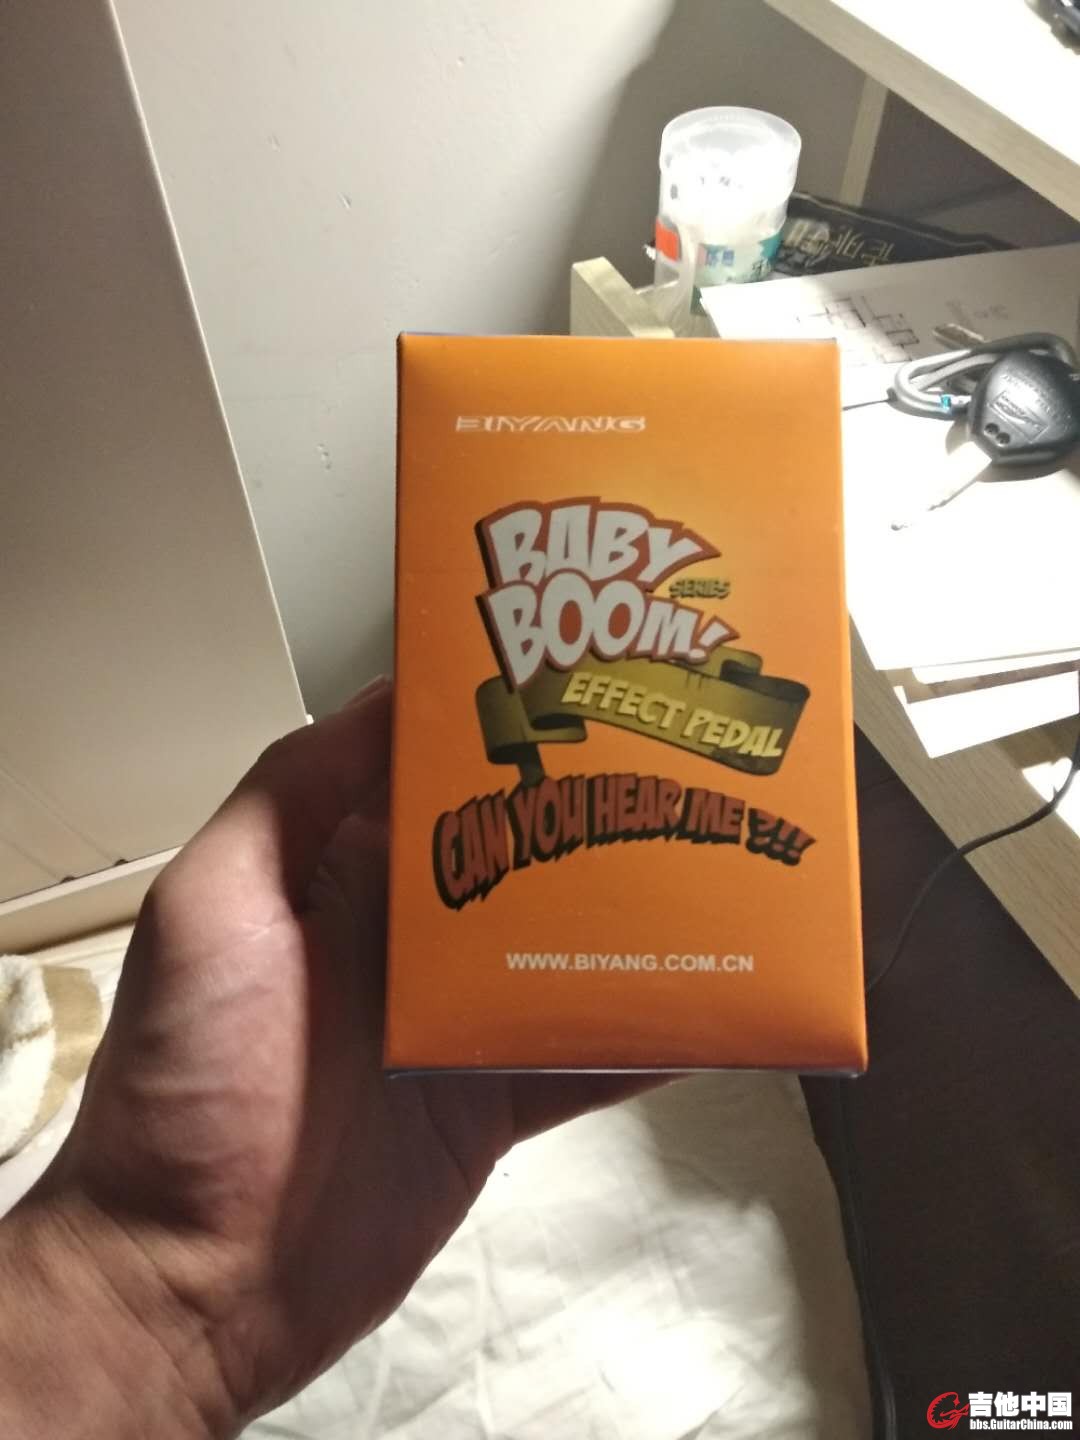 BIYANG
BABY
BOOM!
SERIES
EFFECT PEDAL
CAN YOU HEAR ME ?!!
WWW.BIYANG.COM.CN
吉他中国
bbs.GuitarChina.com